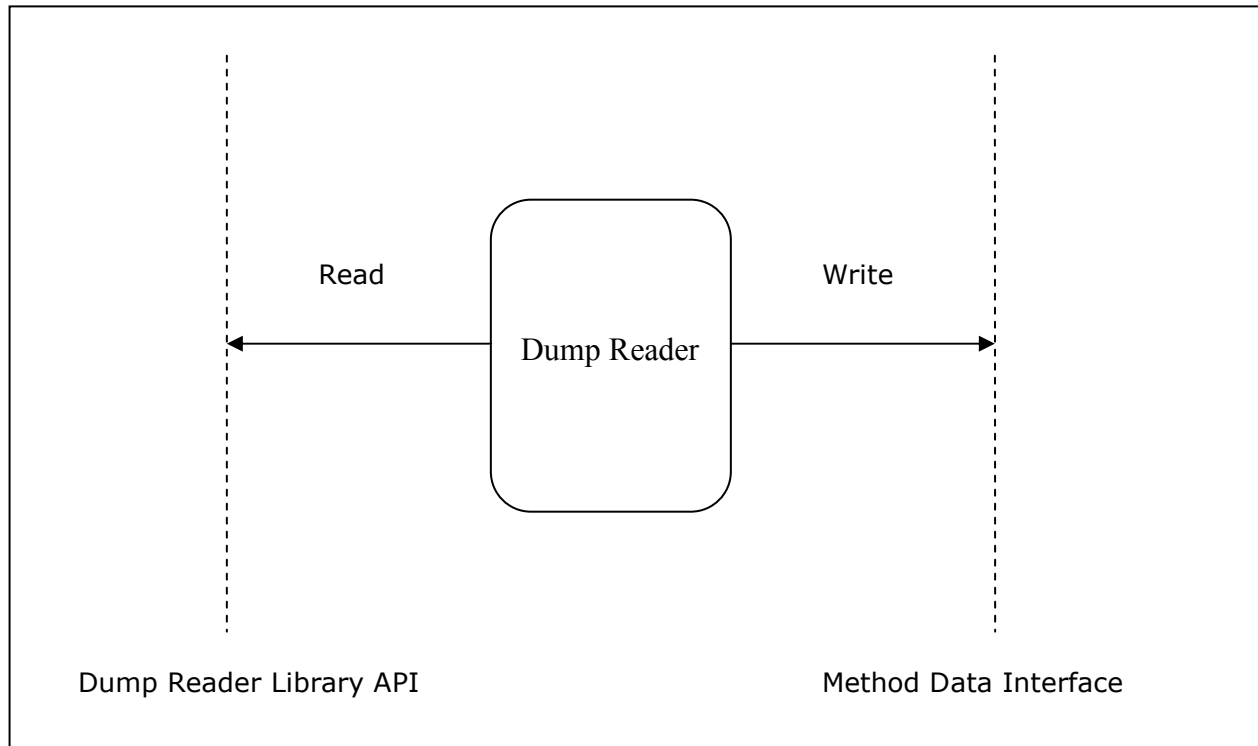 Read
Write
Dump Reader
Dump Reader Library API
Method Data Interface